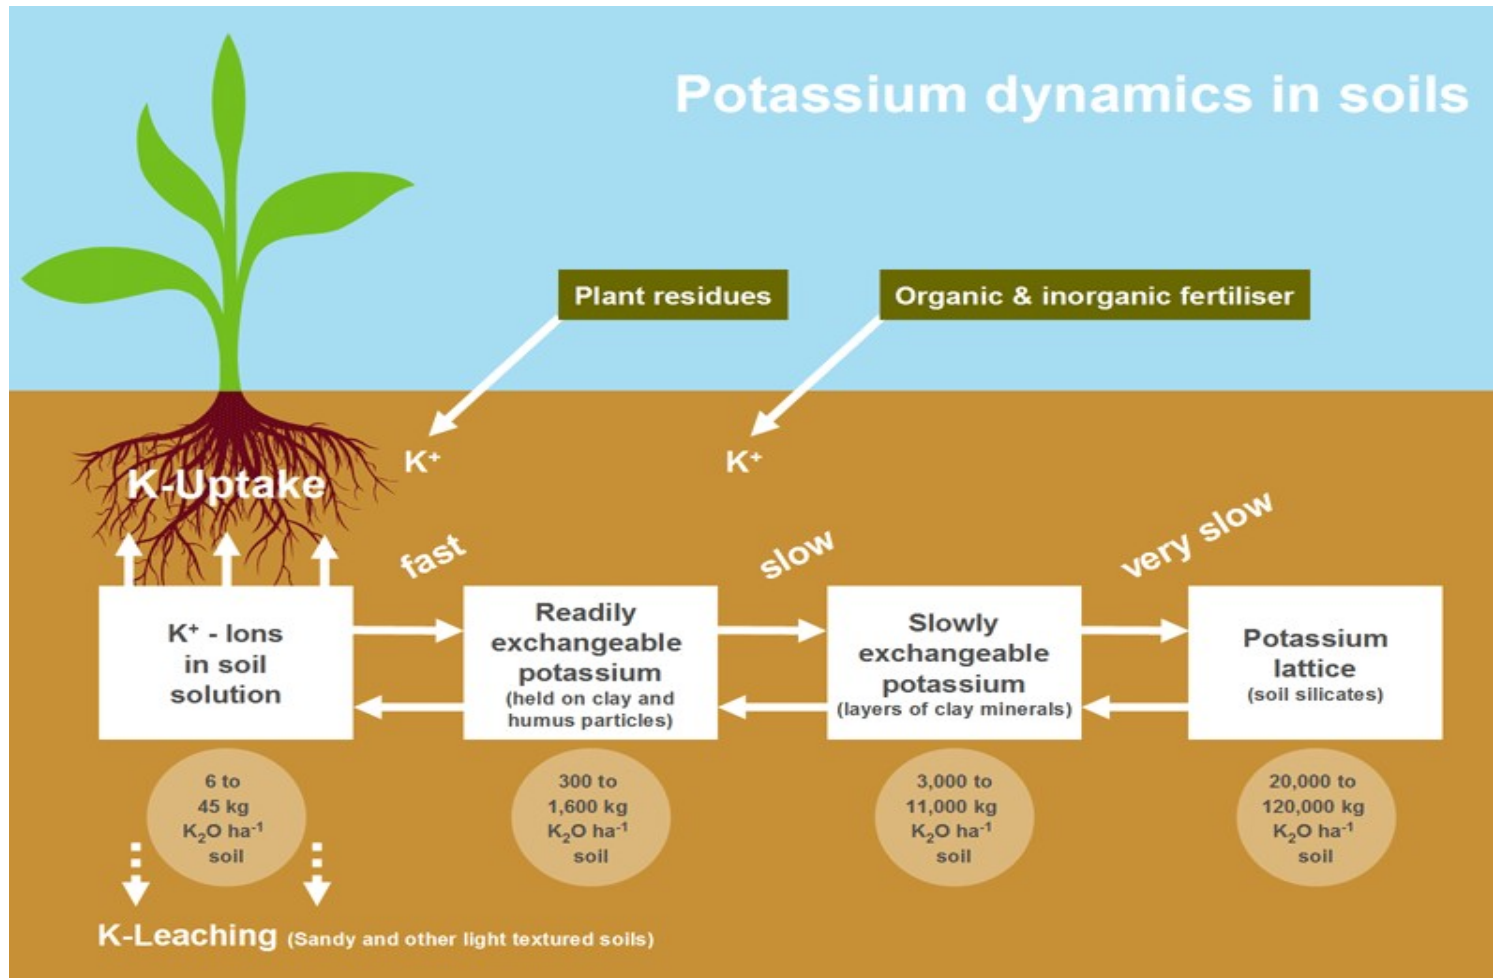 Potassium dynamics in soils
Plant residues
Organic & inorganic fertiliser
K⁺
K⁺
K-Uptake
fast
slow
very slow
K⁺ - Ions
in soil
solution
Readily
exchangeable
potassium
(held on clay and
humus particles)
Slowly
exchangeable
potassium
(layers of clay minerals)
Potassium
lattice
(soil silicates)
6 to
45 kg
K₂O ha⁻¹
soil
300 to
1,600 kg
K₂O ha⁻¹
soil
3,000 to
11,000 kg
K₂O ha⁻¹
soil
20,000 to
120,000 kg
K₂O ha⁻¹
soil
K-Leaching (Sandy and other light textured soils)